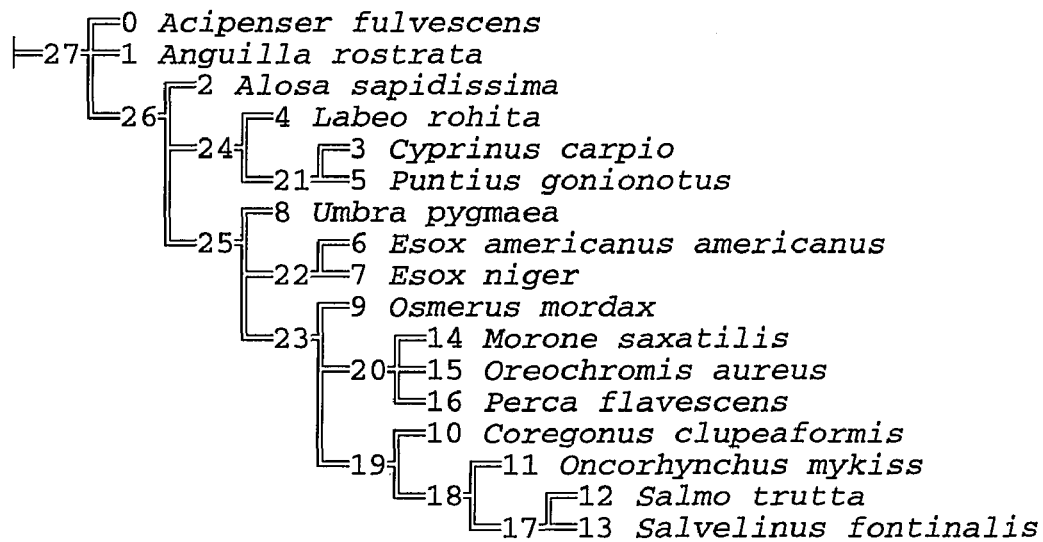 0 Acipenser fulvescens
27 1 Anguilla rostrata
2 Alosa sapidissima
26 4 Labeo rohita
24 3 Cyprinus carpio
21 5 Puntius gonionotus
8 Umbra pygmaea
25 6 Esox americanus americanus
22 7 Esox niger
9 Osmerus mordax
23 14 Morone saxatilis
20 15 Oreochromis aureus
16 Perca flavescens
10 Coregonus clupeaformis
19 11 Oncorhynchus mykiss
18 12 Salmo trutta
17 13 Salvelinus fontinalis